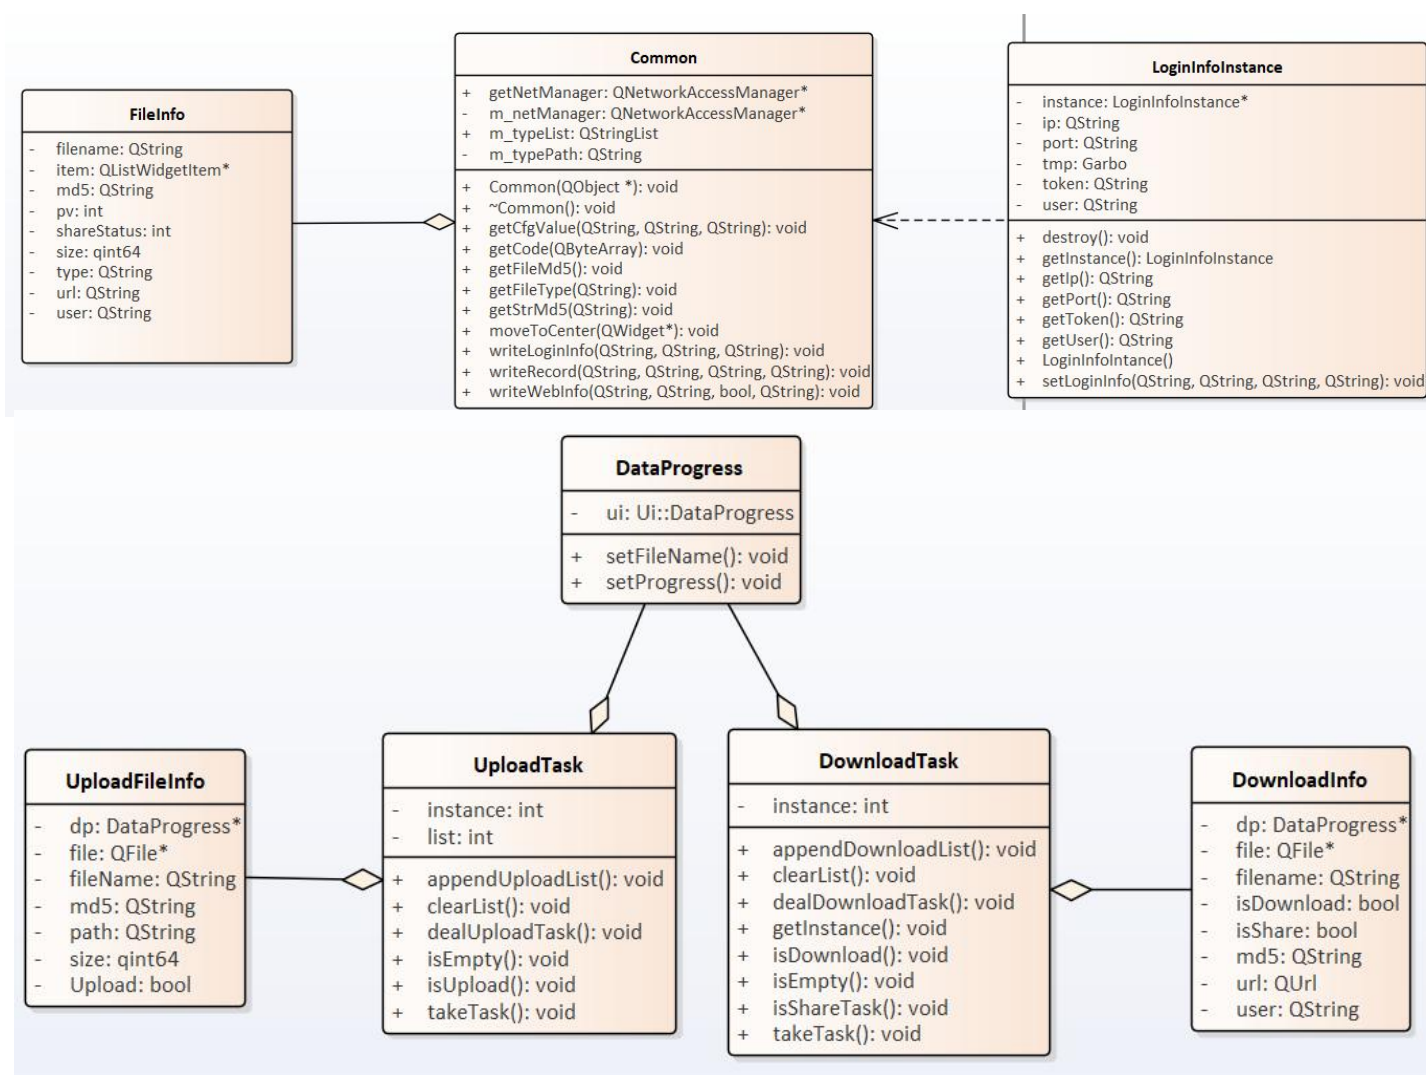 FileInfo
- filename: QString
- item: QListWidgetItem*
- md5: QString
- pv: int
- shareStatus: int
- size: qint64
- type: QString
- url: QString
- user: QString
Common
+ getNetManager: QNetworkAccessManager*
- m_netManager: QNetworkAccessManager*
+ m_typeList: QStringList
- m_typePath: QString
+ Common(QObject *): void
+ ~Common(): void
+ getCfgValue(QString, QString, QString): void
+ getCode(QByteArray): void
+ getFileMd5(): void
+ getFileType(QString): void
+ getStrMd5(QString): void
+ moveToCenter(QWidget*): void
+ writeLoginInfo(QString, QString, QString): void
+ writeRecord(QString, QString, QString, QString): void
+ writeWebInfo(QString, QString, bool, QString): void
LoginInfoInstance
- instance: LoginInfoInstance*
- ip: QString
- port: QString
- tmp: Garbo
- token: QString
- user: QString
+ destroy(): void
+ getInstance(): LoginInfoInstance
+ getIp(): QString
+ getPort(): QString
+ getToken(): QString
+ getUser(): QString
+ LoginInfoIntance()
+ setLoginInfo(QString, QString, QString, QString): void
DataProgress
- ui: Ui::DataProgress
+ setFileName(): void
+ setProgress(): void
UploadFileInfo
- dp: DataProgress*
- file: QFile*
- fileName: QString
- md5: QString
- path: QString
- size: qint64
- Upload: bool
UploadTask
- instance: int
- list: int
+ appendUploadList(): void
+ clearList(): void
+ dealUploadTask(): void
+ isEmpty(): void
+ isUpload(): void
+ takeTask(): void
DownloadTask
- instance: int
+ appendDownloadList(): void
+ clearList(): void
+ dealDownloadTask(): void
+ getInstance(): void
+ isDownload(): void
+ isEmpty(): void
+ isShareTask(): void
+ takeTask(): void
DownloadInfo
- dp: DataProgress*
- file: QFile*
- filename: QString
- isDownload: bool
- isShare: bool
- md5: QString
- url: QUrl
- user: QString